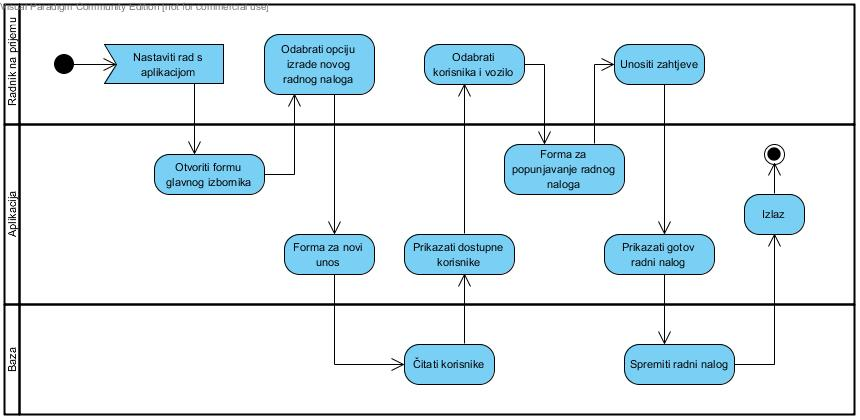 Visual Paradigm Community Edition [not for commercial use]
Radnik na prijemu
Nastaviti rad s
aplikacijom
Odabrati opciju
izrade novog
radnog naloga
Odabrati
korisnika i vozilo
Unositi zahtjeve
Aplikacija
Otvoriti formu
glavnog izbornika
Forma za
popunjavanje radnog
naloga
Izlaz
Forma za novi
unos
Prikazati dostupne
korisnike
Prikazati gotov
radni nalog
Baza
Čitati korisnike
Spremiti radni nalog